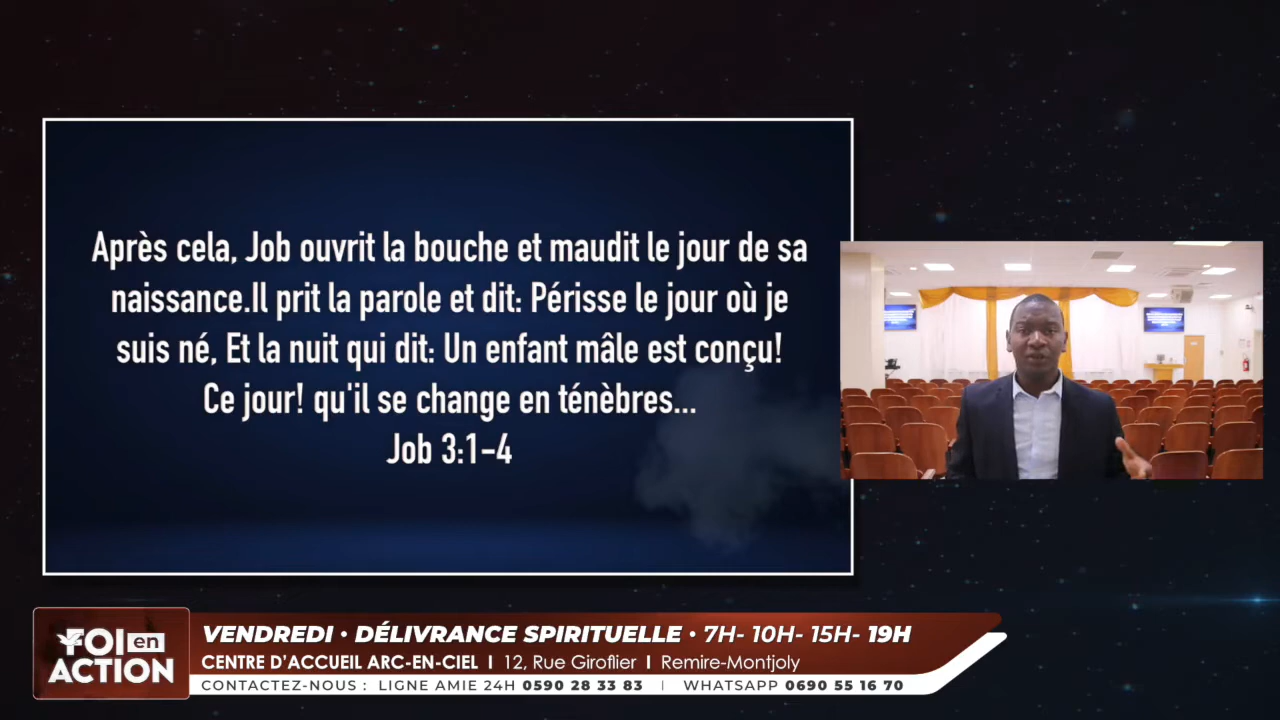 Après cela, Job ouvrit la bouche et maudit le jour de sa
naissance.Il prit la parole et dit: Périsse le jour où je
suis né, Et la nuit qui dit: Un enfant mâle est conçu!
Ce jour! qu'il se change en ténèbres...
Job 3:1-4
FOI en
ACTION
VENDREDI • DÉLIVRANCE SPIRITUELLE • 7H- 10H- 15H- 19H
CENTRE D'ACCUEIL ARC-EN-CIEL I 12, Rue Giroflier I Remire-Montjoly
CONTACTEZ-NOUS : LIGNE AMIE 24H 0590 28 33 83 | WHATSAPP 0690 55 16 70